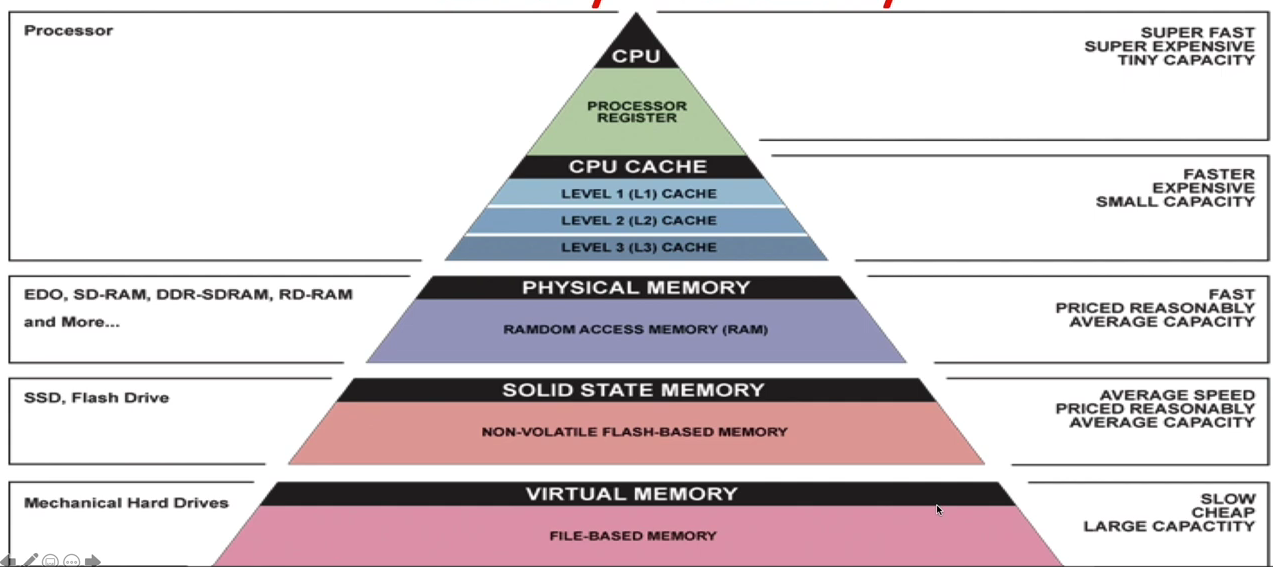 Processor
CPU
SUPER FAST
SUPER EXPENSIVE
TINY CAPACITY
PROCESSOR
REGISTER
CPU CACHE
LEVEL 1 (L1) CACHE
LEVEL 2 (L2) CACHE
LEVEL 3 (L3) CACHE
FASTER
EXPENSIVE
SMALL CAPACITY
EDO, SD-RAM, DDR-SDRAM, RD-RAM
and More...
PHYSICAL MEMORY
RAMDOM ACCESS MEMORY (RAM)
FAST
PRICED REASONABLY
AVERAGE CAPACITY
SSD, Flash Drive
SOLID STATE MEMORY
NON-VOLATILE FLASH-BASED MEMORY
AVERAGE SPEED
PRICED REASONABLY
AVERAGE CAPACITY
Mechanical Hard Drives
VIRTUAL MEMORY
FILE-BASED MEMORY
SLOW
CHEAP
LARGE CAPACTITY